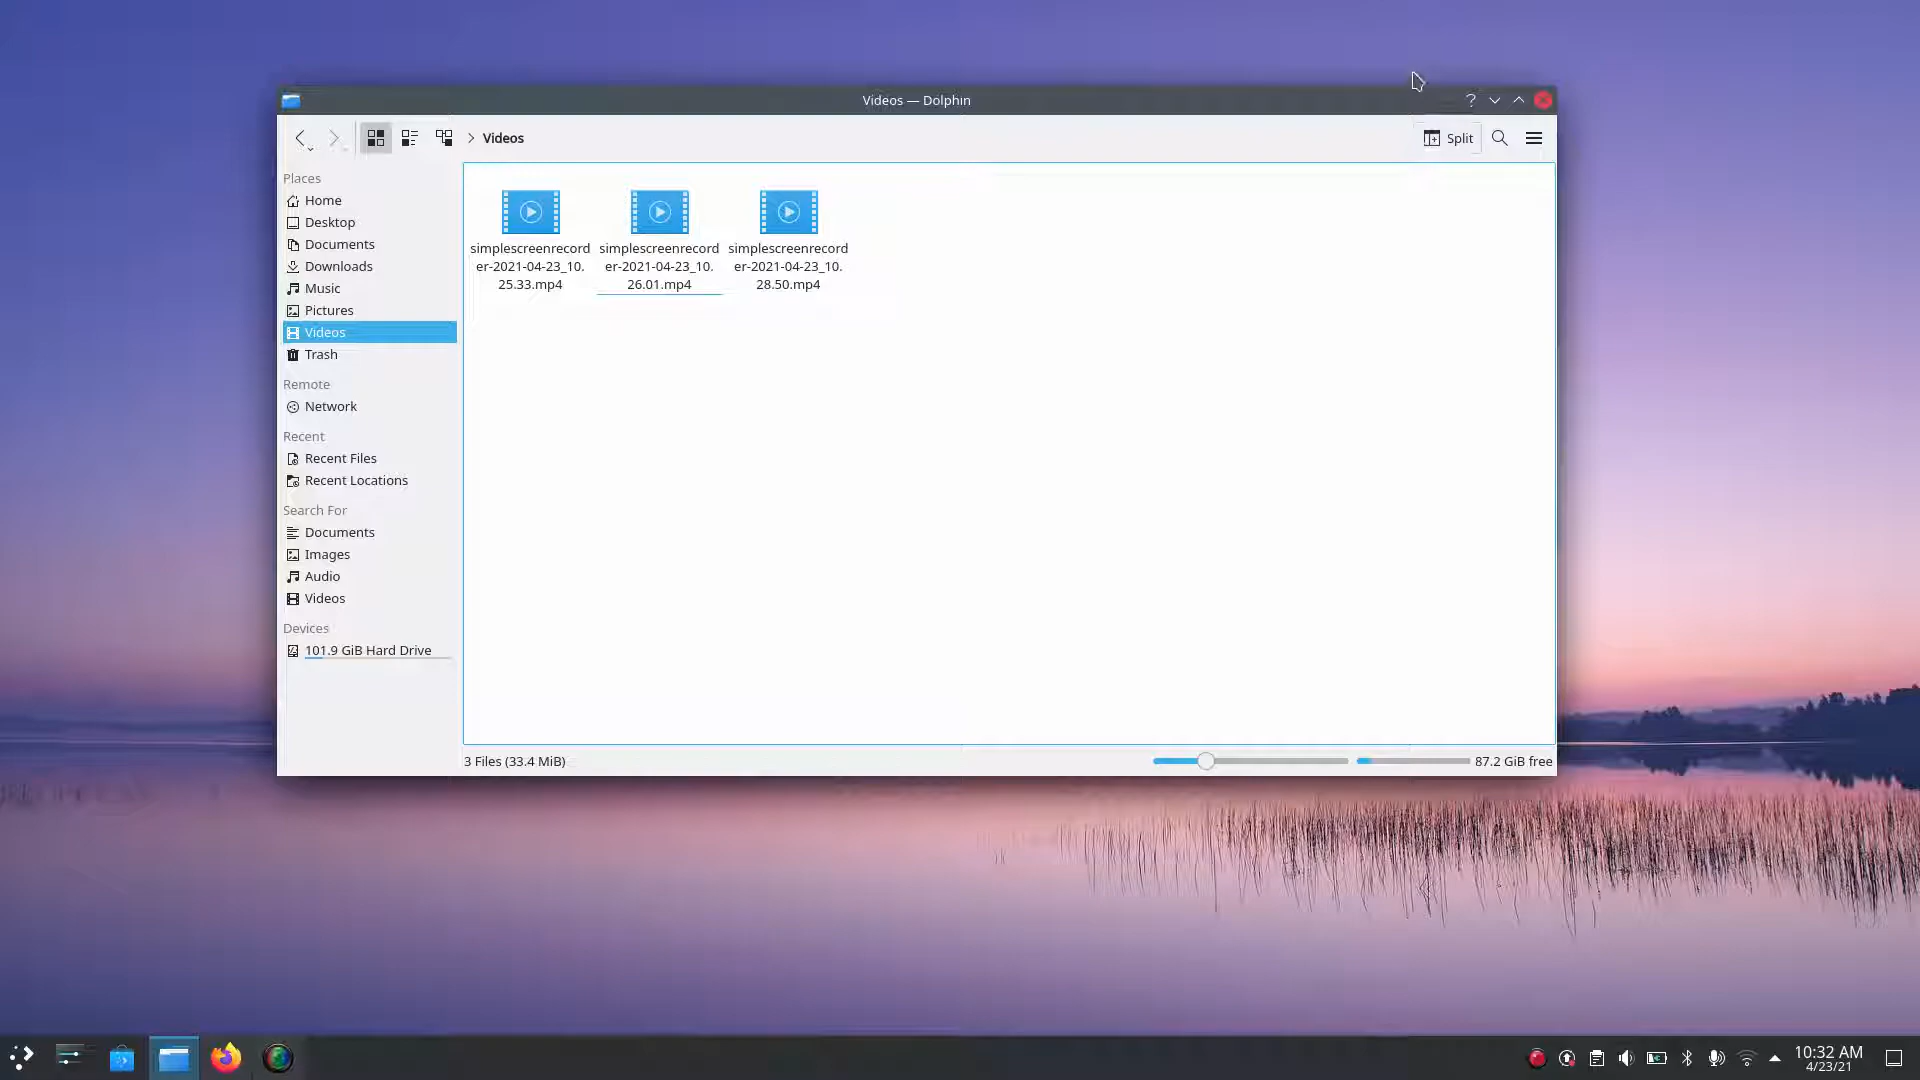 Videos — Dolphin
Videos
Split
Places
Home
Desktop
Documents
Downloads
Music
Pictures
Videos
Trash
Remote
Network
Recent
Recent Files
Recent Locations
Search For
Documents
Images
Audio
Videos
Devices
101.9 GiB Hard Drive
simplescreenrecord
er-2021-04-23_10.
25.33.mp4
simplescreenrecord
er-2021-04-23_10.
26.01.mp4
simplescreenrecord
er-2021-04-23_10.
28.50.mp4
3 Files (33.4 MiB)
87.2 GiB free
10:32 AM
4/23/21